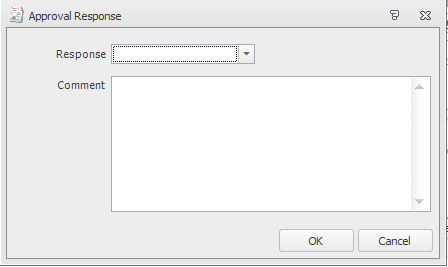 Approval Response
Response
Comment
OK
Cancel